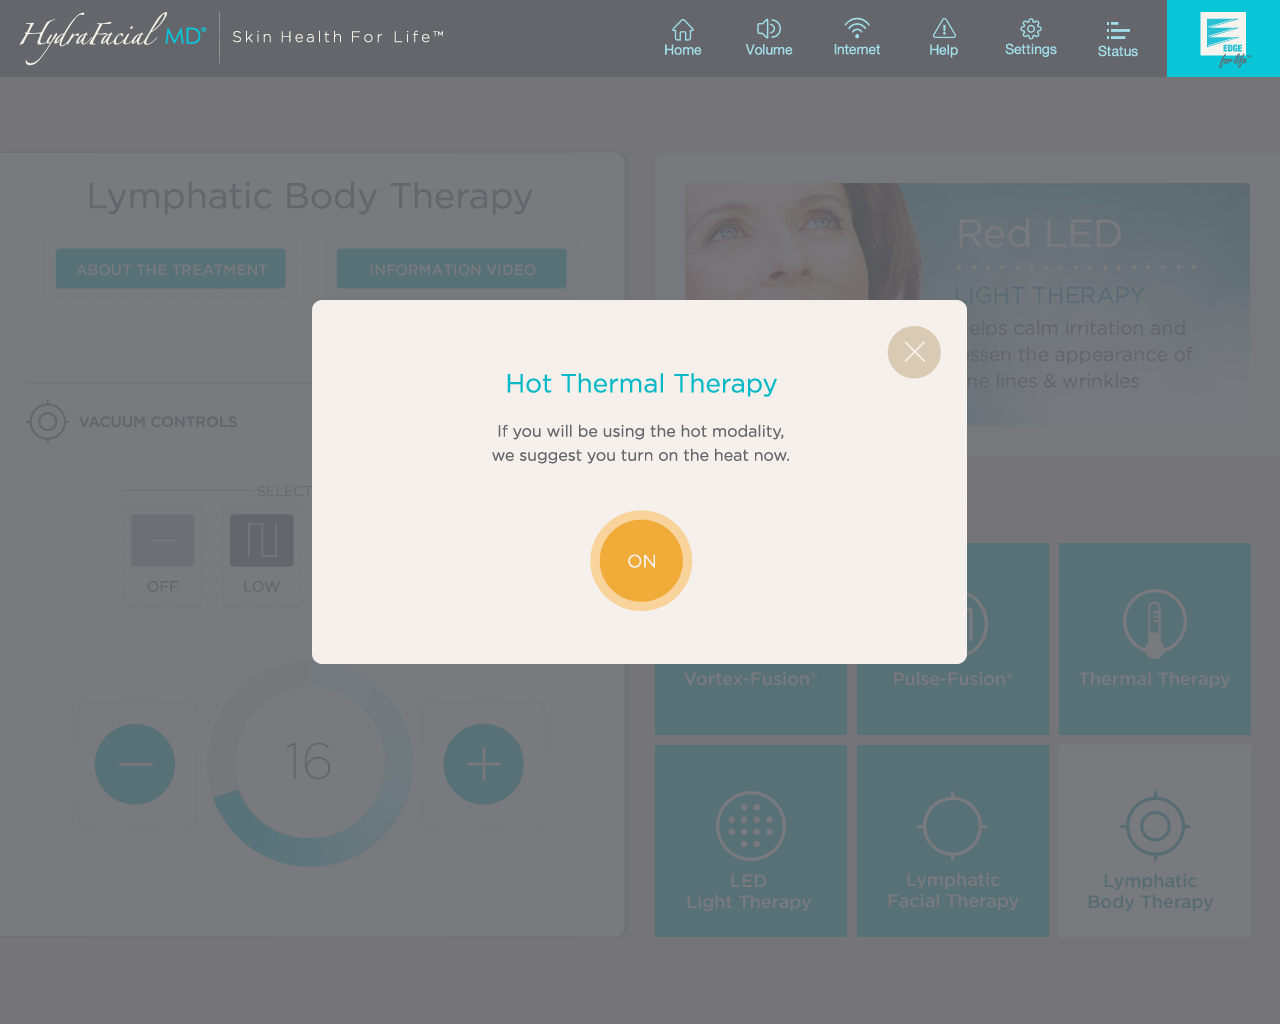 HydraFacial MD®
Skin Health For Life™
Home
Volume
Internet
Help
Settings
Status
EDGE
for life™
Lymphatic Body Therapy
ABOUT THE TREATMENT
INFORMATION VIDEO
VACUUM CONTROLS
SELECT
OFF
LOW
16
Red LED
LIGHT THERAPY
elps calm irritation and
ssen the appearance of
ne lines & wrinkles
Hot Thermal Therapy
If you will be using the hot modality,
we suggest you turn on the heat now.
ON
Vortex-Fusion®
Pulse-Fusion®
Thermal Therapy
LED
Light Therapy
Lymphatic
Facial Therapy
Lymphatic
Body Therapy